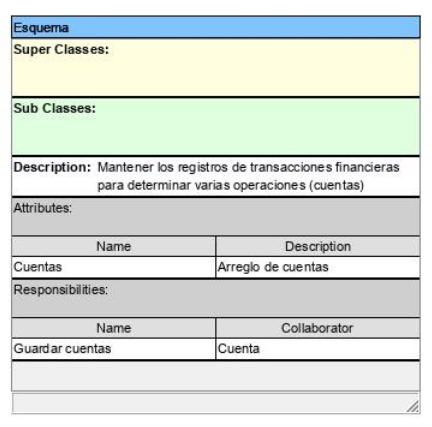 Esquema
Super Classes:
Sub Classes:
Description: Mantener los registros de transacciones financieras
para determinar varias operaciones (cuentas)
Attributes:
Name Description
Cuentas Arreglo de cuentas
Responsibilities:
Name Collaborator
Guardar cuentas Cuenta